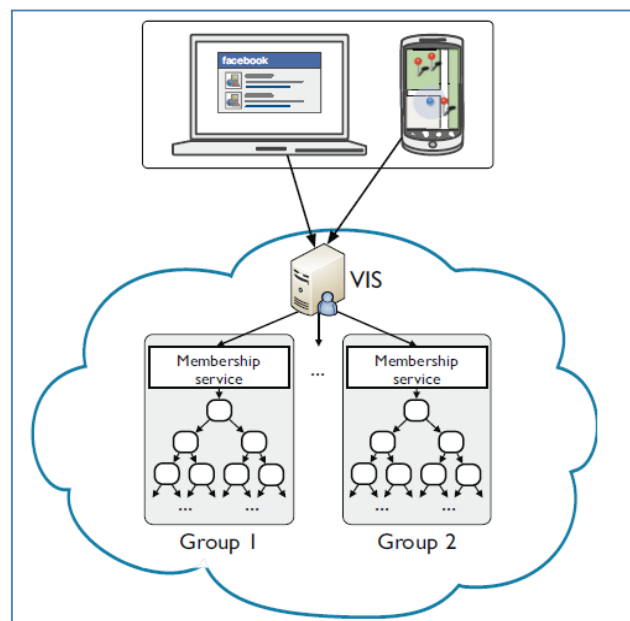 facebook
VIS
Membership
service
...
Membership
service
... ...
... ...
Group 1
Group 2